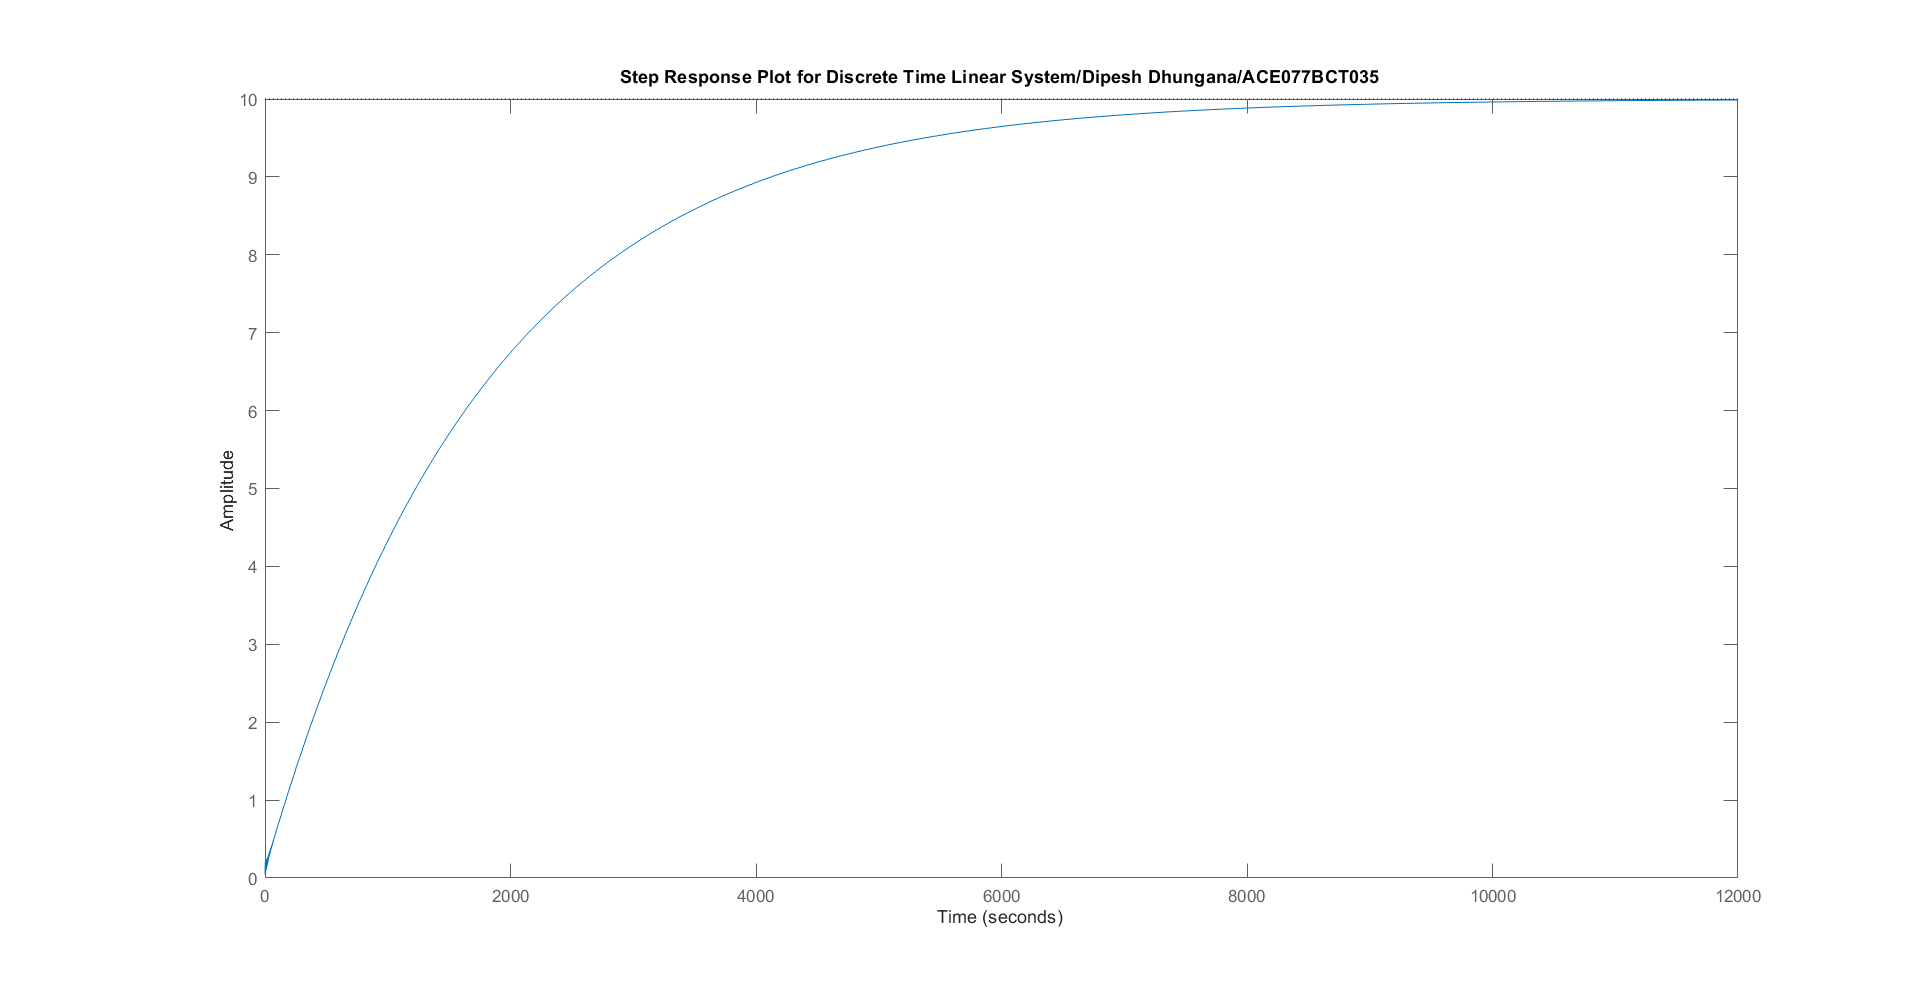 Step Response Plot for Discrete Time Linear System/Dipesh Dhungana/ACE077BCT035
10
9
8
7
6
5
4
3
2
1
0
Amplitude
0 2000 4000 6000 8000 10000 12000
Time (seconds)